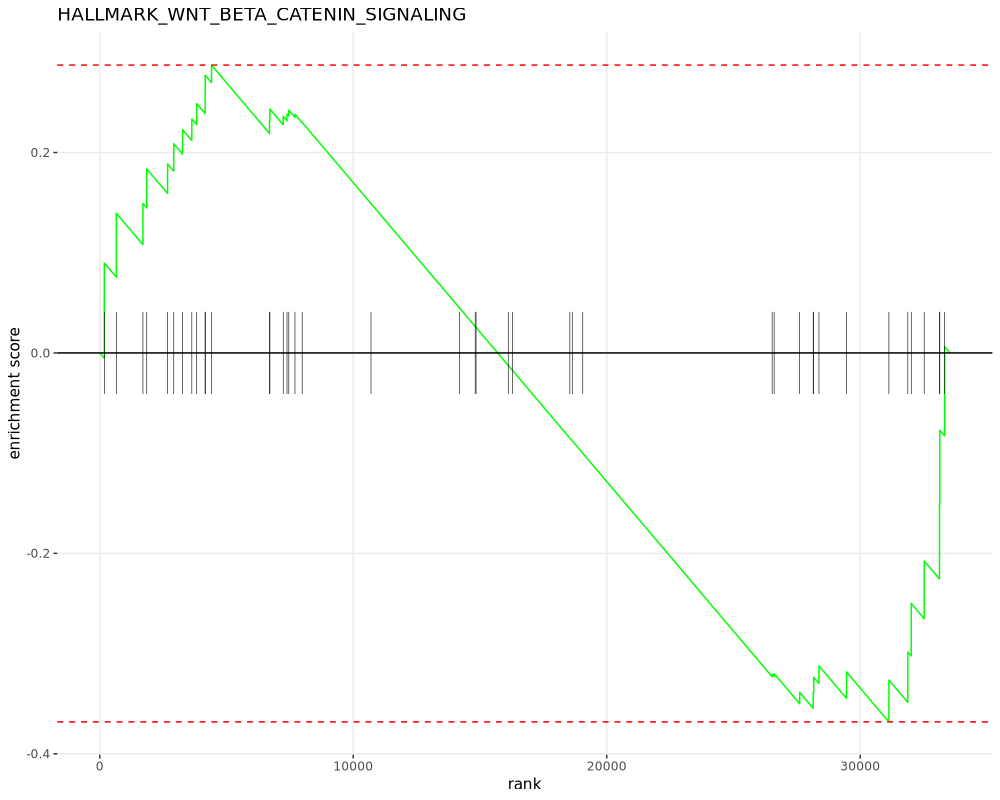 HALLMARK_WNT_BETA_CATENIN_SIGNALING
enrichment score
0.2
0.0
-0.2
-0.4
0
10000
20000
30000
rank